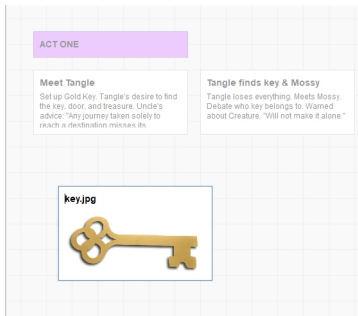 ACT ONE
Meet Tangle
Set up Gold Key. Tangle's desire to find
the key, door, and treasure. Uncle's
advice: "Any journey taken solely to
reach a destination misses its
Tangle finds key & Mossy
Tangle loses everything. Meets Mossy.
Debate who key belongs to. Warned
about Creature. "Will not make it alone."
key.jpg